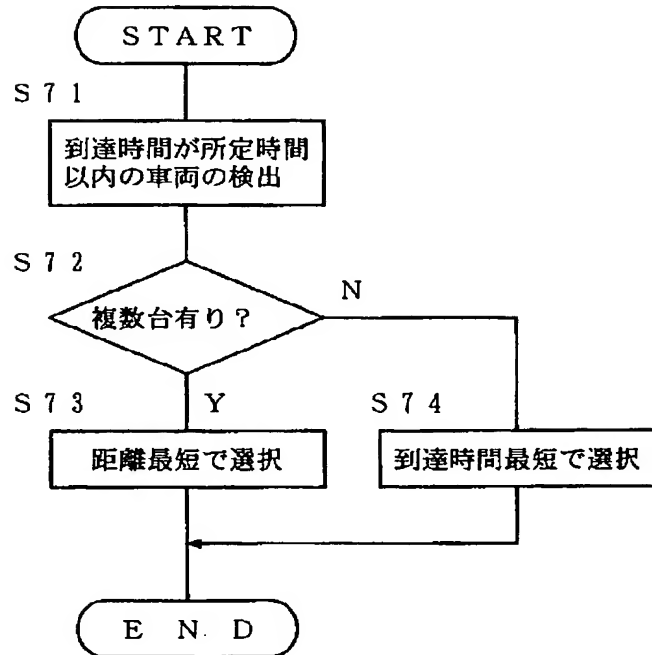 START
S71
到達時間が所定時間
以内の車両の検出
S72
複数台有り?
N
S73
Y
S74
距離最短で選択
到達時間最短で選択
END